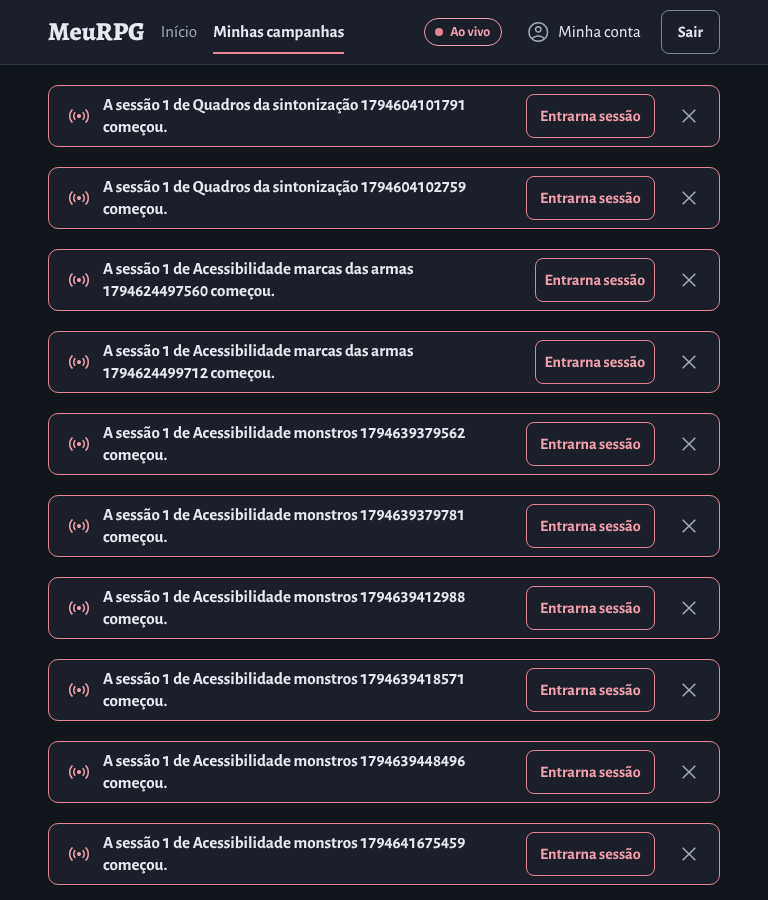 MeuRPG Início Minhas campanhas Ao vivo Minha conta Sair
A sessão 1 de Quadros da sintonização 1794604101791
começou.
Entrarna sessão
A sessão 1 de Quadros da sintonização 1794604102759
começou.
Entrarna sessão
A sessão 1 de Acessibilidade marcas das armas
1794624497560 começou.
Entrarna sessão
A sessão 1 de Acessibilidade marcas das armas
1794624499712 começou.
Entrarna sessão
A sessão 1 de Acessibilidade monstros 1794639379562
começou.
Entrarna sessão
A sessão 1 de Acessibilidade monstros 1794639379781
começou.
Entrarna sessão
A sessão 1 de Acessibilidade monstros 1794639412988
começou.
Entrarna sessão
A sessão 1 de Acessibilidade monstros 1794639418571
começou.
Entrarna sessão
A sessão 1 de Acessibilidade monstros 1794639448496
começou.
Entrarna sessão
A sessão 1 de Acessibilidade monstros 1794641675459
começou.
Entrarna sessão